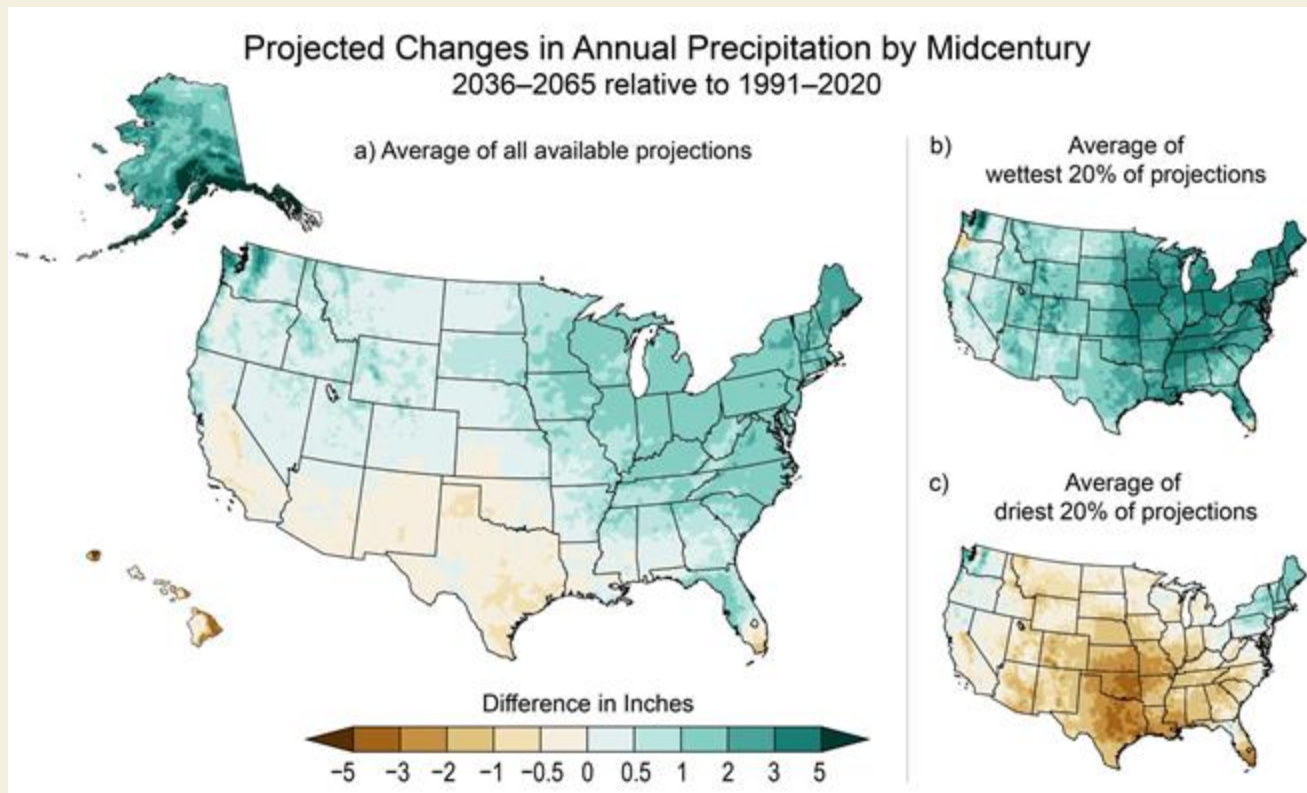 Projected Changes in Annual Precipitation by Midcentury
2036–2065 relative to 1991–2020
a) Average of all available projections
b) Average of
wettest 20% of projections
c) Average of
driest 20% of projections
Difference in Inches
−5 −3 −2 −1 −0.5 0 0.5 1 2 3 5